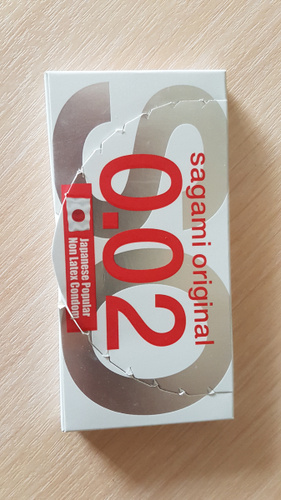 sagami original
0.02
Japanese Popular
Non Latex Condom